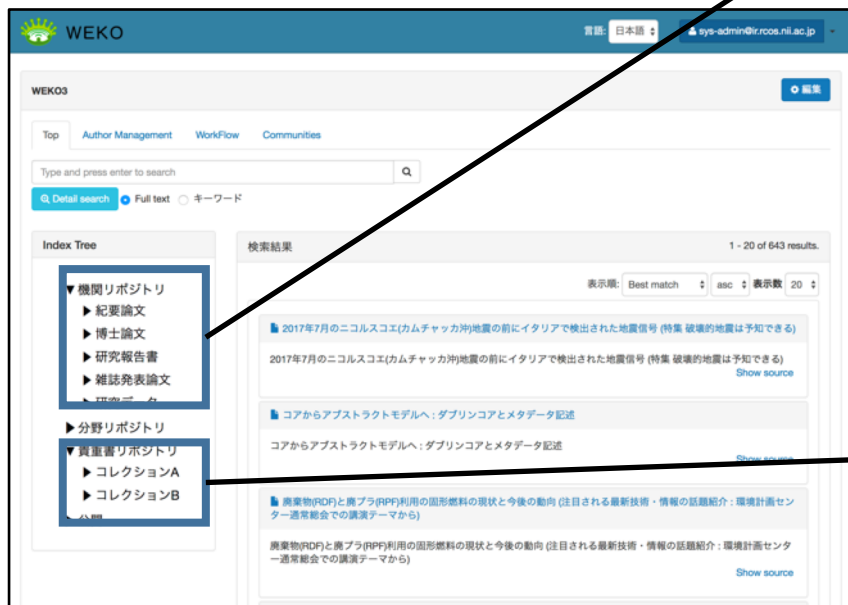 WEKO
言語: 日本語
sys-admin@ir.rcos.nii.ac.jp
WEKO3
編集
Top Author Management WorkFlow Communities
Type and press enter to search
Detail search Full text キーワード
Index Tree
▼機関リポジトリ
▶紀要論文
▶博士論文
▶研究報告書
▶雑誌発表論文
▶分野リポジトリ
▼貴重書リポジトリ
▶コレクションA
▶コレクションB
検索結果 1 - 20 of 643 results.
表示順: Best match asc 表示数 20
2017年7月のニコルスコエ(カムチャッカ沖)地震の前にイタリアで検出された地震信号 (特集 破壊的地震は予知できる)
2017年7月のニコルスコエ(カムチャッカ沖)地震の前にイタリアで検出された地震信号 (特集 破壊的地震は予知できる)
Show source
コアからアブストラクトモデルへ : ダブリンコアとメタデータ記述
コアからアブストラクトモデルへ : ダブリンコアとメタデータ記述
Show source
廃棄物(RDF)と廃プラ(RPF)利用の固形燃料の現状と今後の動向 (注目される最新技術・情報の話題紹介 : 環境計画セン
ター通常総会での講演テーマから)
廃棄物(RDF)と廃プラ(RPF)利用の固形燃料の現状と今後の動向 (注目される最新技術・情報の話題紹介 : 環境計画センタ
ー通常総会での講演テーマから)
Show source